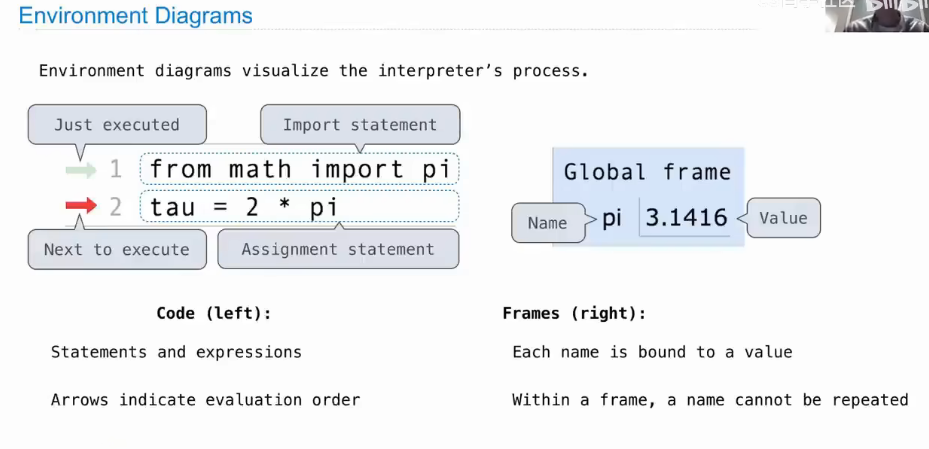 Environment Diagrams
Environment diagrams visualize the interpreter's process.
Just executed
Import statement
1 from math import pi
2 tau = 2 * pi
Next to execute
Assignment statement
Global frame
Name
pi 3.1416
Value
Code (left):
Statements and expressions
Arrows indicate evaluation order
Frames (right):
Each name is bound to a value
Within a frame, a name cannot be repeated